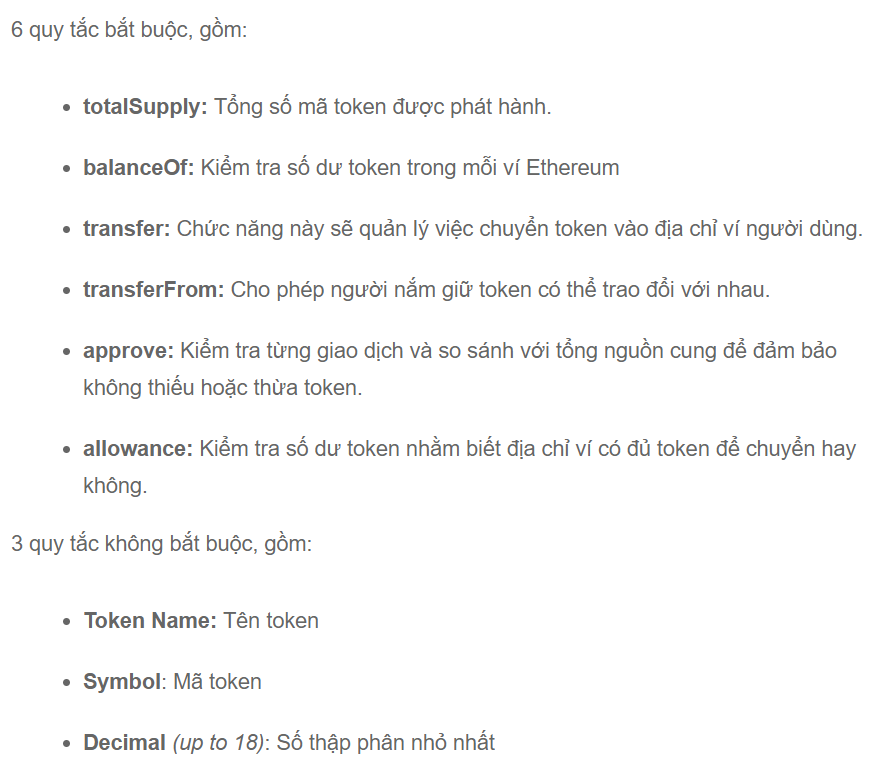 6 quy tắc bắt buộc, gồm:
• totalSupply: Tổng số mã token được phát hành.
• balanceOf: Kiểm tra số dư token trong mỗi ví Ethereum
• transfer: Chức năng này sẽ quản lý việc chuyển token vào địa chỉ ví người dùng.
• transferFrom: Cho phép người nắm giữ token có thể trao đổi với nhau.
• approve: Kiểm tra từng giao dịch và so sánh với tổng nguồn cung để đảm bảo
không thiếu hoặc thừa token.
• allowance: Kiểm tra số dư token nhằm biết địa chỉ ví có đủ token để chuyển hay
không.
3 quy tắc không bắt buộc, gồm:
• Token Name: Tên token
• Symbol: Mã token
• Decimal (up to 18): Số thập phân nhỏ nhất